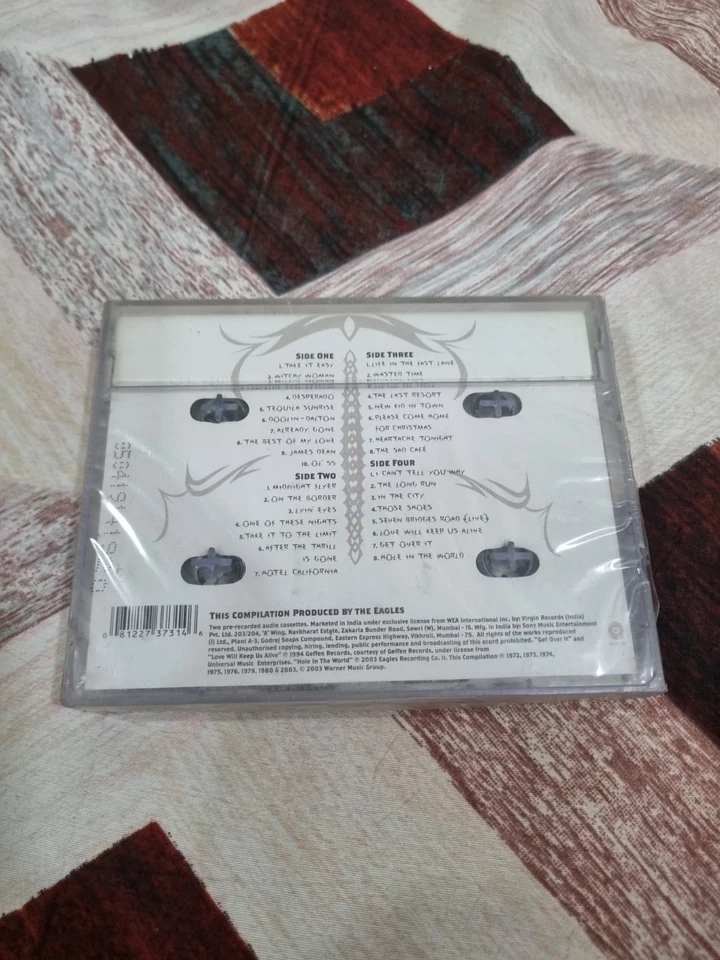 SIDE ONE
1. TAKE IT EASY
2. WITCHY WOMAN
4. DESPERADO
5. TEQUILA SUNRISE
6. DOOLIN-DALTON
7. ALREADY GONE
8. THE BEST OF MY LOVE
9. JAMES DEAN
10. OL' 55
SIDE TWO
1. MIDNIGHT FLYER
2. ON THE BORDER
3. LYIN' EYES
4. ONE OF THESE NIGHTS
5. TAKE IT TO THE LIMIT
6. AFTER THE THRILL
IS GONE
7. HOTEL CALIFORNIA
SIDE THREE
1. LIFE IN THE FAST LANE
2. WASTED TIME
4. THE LAST RESORT
5. NEW KID IN TOWN
6. PLEASE COME HOME
FOR CHRISTMAS
7. HEARTACHE TONIGHT
8. THE SAD CAFÉ
SIDE FOUR
1. I CAN'T TELL YOU WHY
2. THE LONG RUN
3. IN THE CITY
4. THOSE SHOES
5. SEVEN BRIDGES ROAD (LIVE)
6. LOVE WILL KEEP US ALIVE
7. GET OVER IT
8. HOLE IN THE WORLD
THIS COMPILATION PRODUCED BY THE EAGLES
Two pre-recorded audio cassettes. Marketed in India under exclusive license from WEA International Inc. by: Virgin Records (India)
Pvt. Ltd. 203/204, 'A' Wing, Navbharat Estate, Zakaria Bunder Road, Sewri (W), Mumbai - 15. Mfg. in India by: Sony Music Entertainment
(I) Ltd., Plant A-3, Godrej Soaps Compound, Eastern Express Highway, Vikhroli, Mumbai - 79. All rights of the works reproduced
reserved. Unauthorised copying, hiring, lending, public performance and broadcasting of this ecord prohibited. "Get Over It" and
"Love Will Keep Us Alive" ℗ 1994 Geffen Records, courtesy of Geffen Records, under license from
Universal Music Enterprises. "Hole In The World" ℗ 2003 Eagles Recording Co. II. This Compilation ℗ 1972, 1973, 1974,
1975, 1976, 1979, 1980 & 2003, © 2003 Warner Music Group.
0 81227 37314 6